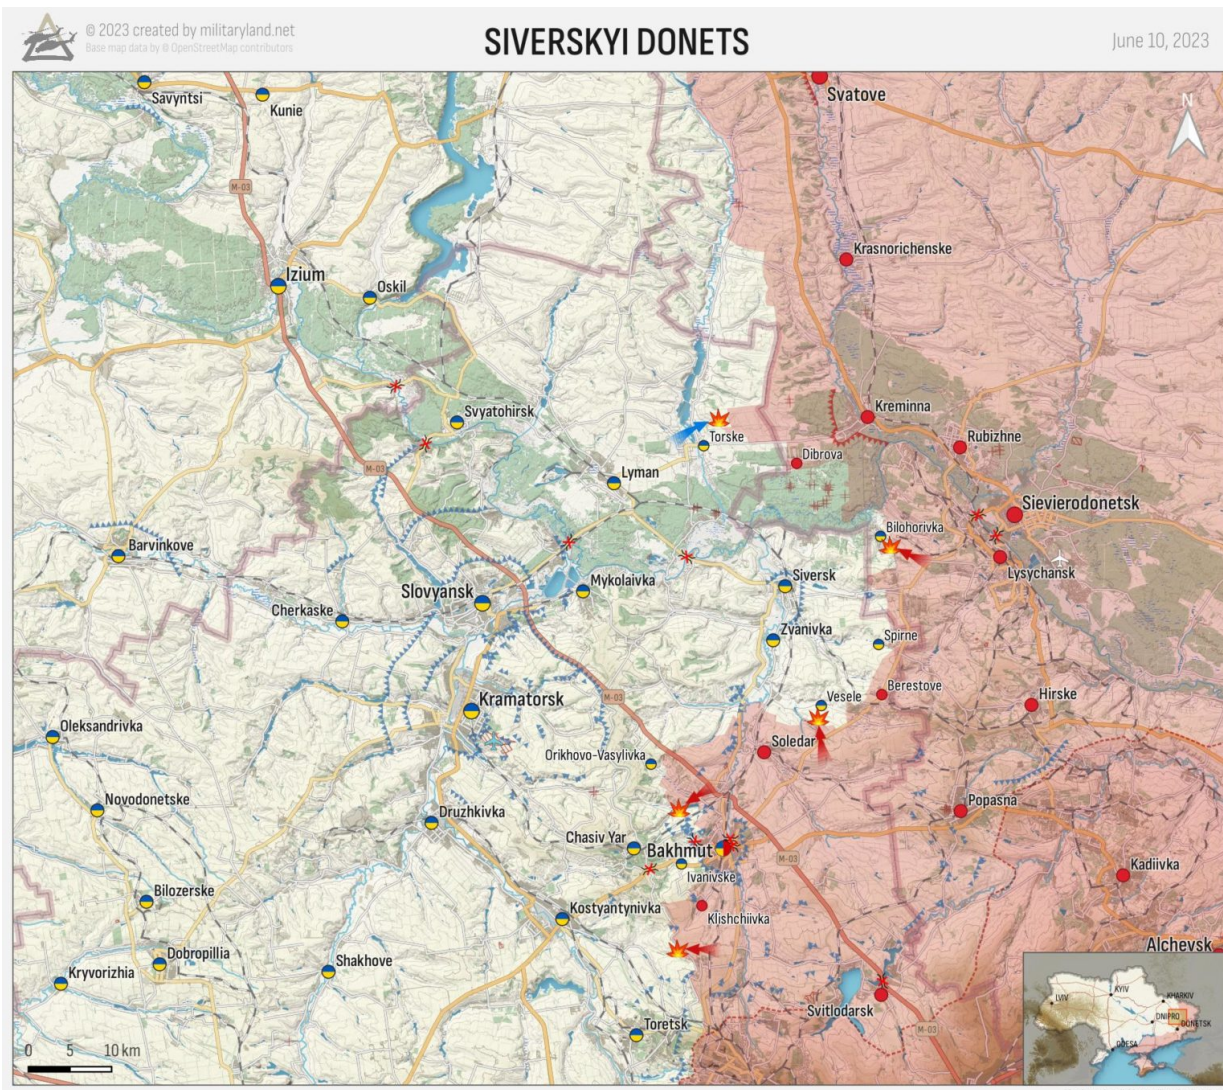 © 2023 created by militaryland.net
Base map data by © OpenStreetMap contributors
SIVERSKYI DONETS
June 10, 2023
Savyntsi
Kunie
Svatove
N
M-03
Krasnorichenske
Izium
Oskil
Kreminna
Svyatohirsk
Torske
Rubizhne
Dibrova
M-03
Lyman
Sievierodonetsk
Bilohorivka
Barvinkove
Lysychansk
Siversk
Mykolaivka
Slovyansk
Cherkaske
Zvanivka
Spirne
Berestove
Hirske
M-03
Vesele
Kramatorsk
Oleksandrivka
Soledar
Orikhovo-Vasylivka
Novodonetske
Popasna
Druzhkivka
Chasiv Yar
Bakhmut
M-03
Kadiivka
Ivanivske
Bilozerske
Kostyantynivka
Klishchiivka
Alchevsk
Dobropillia
Shakhove
Kryvorizhia
Svitlodarsk
M-03
Toretsk
0 5 10 km
KYIV
LVIV
KHARKIV
DNIPRO
DONETSK
ODESA